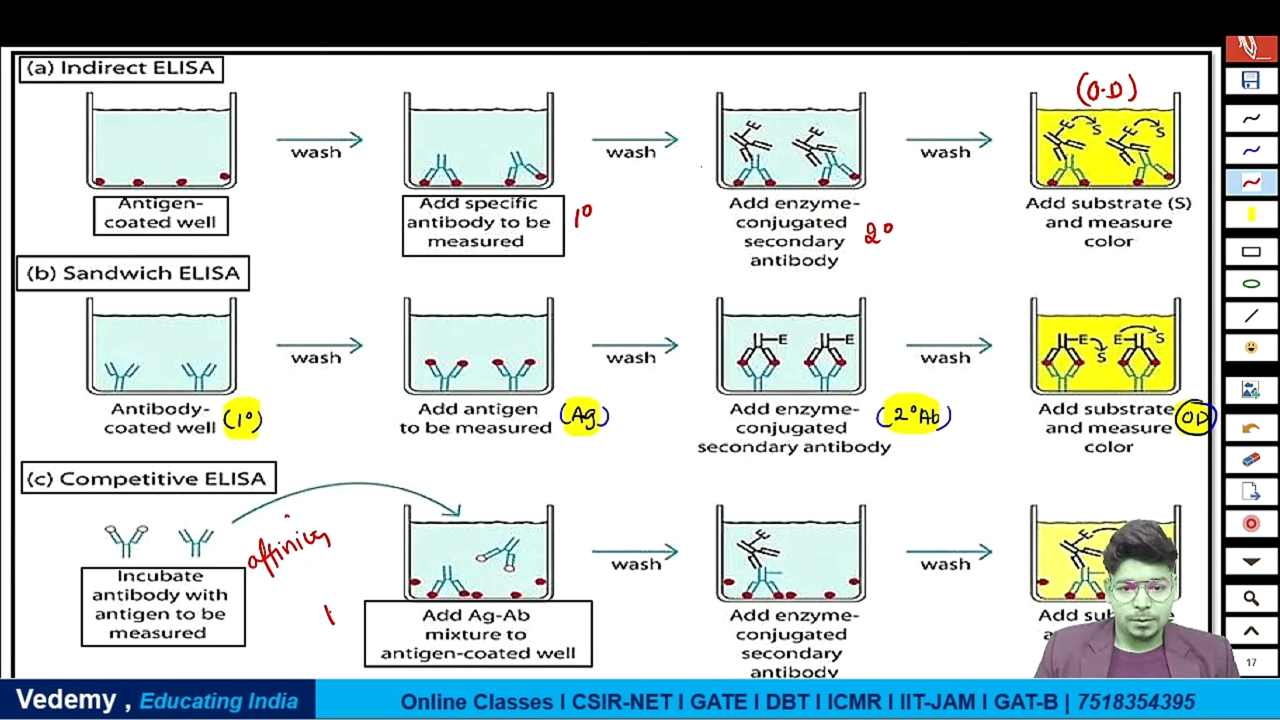 (a) Indirect ELISA
(O.D)
E
S
E
S
E
E
wash
wash
wash
Antigen-
coated well
Add specific
antibody to be
measured
1°
Add enzyme-
conjugated
secondary
antibody
2°
Add substrate (S)
and measure
color
(b) Sandwich ELISA
E
E
E
S
E
S
wash
wash
wash
Antibody-
coated well
(1°)
Add antigen
to be measured
(Ag)
Add enzyme-
conjugated
secondary antibody
(2°Ab)
Add substrate
and measure
color
OD
(c) Competitive ELISA
affinity
E
E
wash
wash
Incubate
antibody with
antigen to be
measured
Add Ag-Ab
mixture to
antigen-coated well
Add enzyme-
conjugated
secondary
antibody
Add
17
Vedemy , Educating India
Online Classes I CSIR-NET I GATE I DBT I ICMR I IIT-JAM I GAT-B | 7518354395